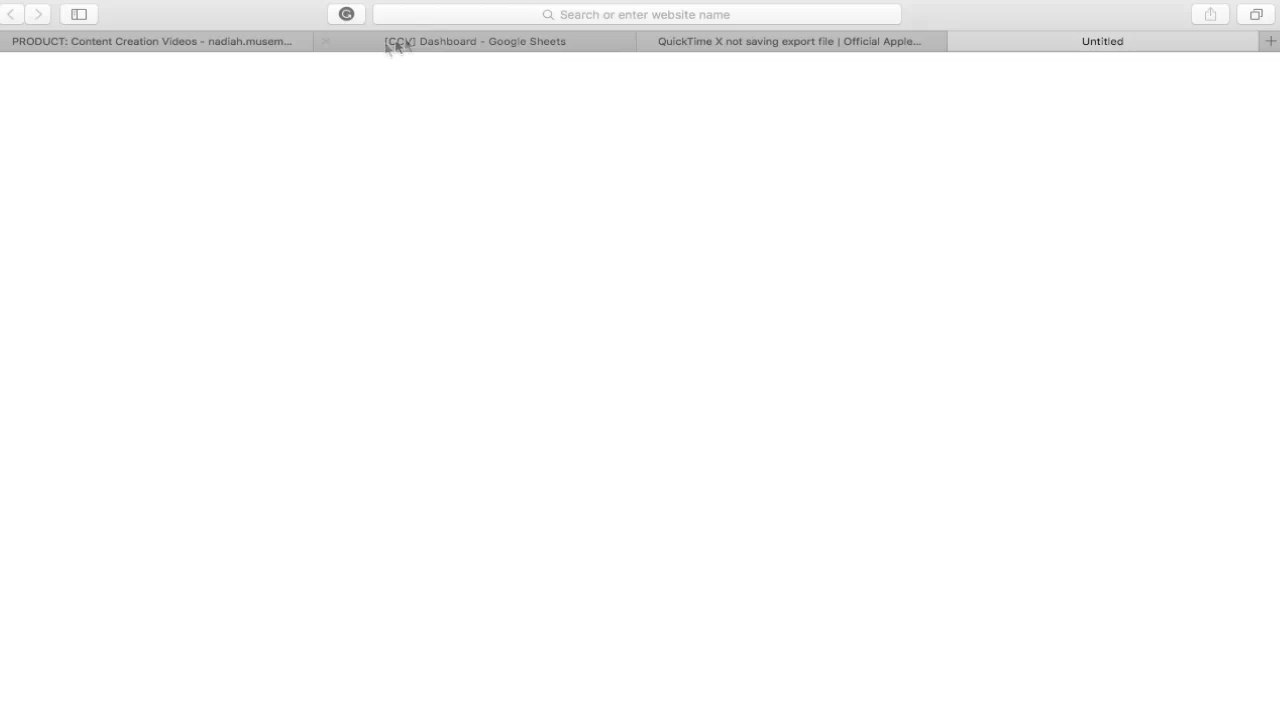 Search or enter website name
PRODUCT: Content Creation Videos - nadiah.musem...
Dashboard - Google Sheets
QuickTime X not saving export file | Official Apple...
Untitled